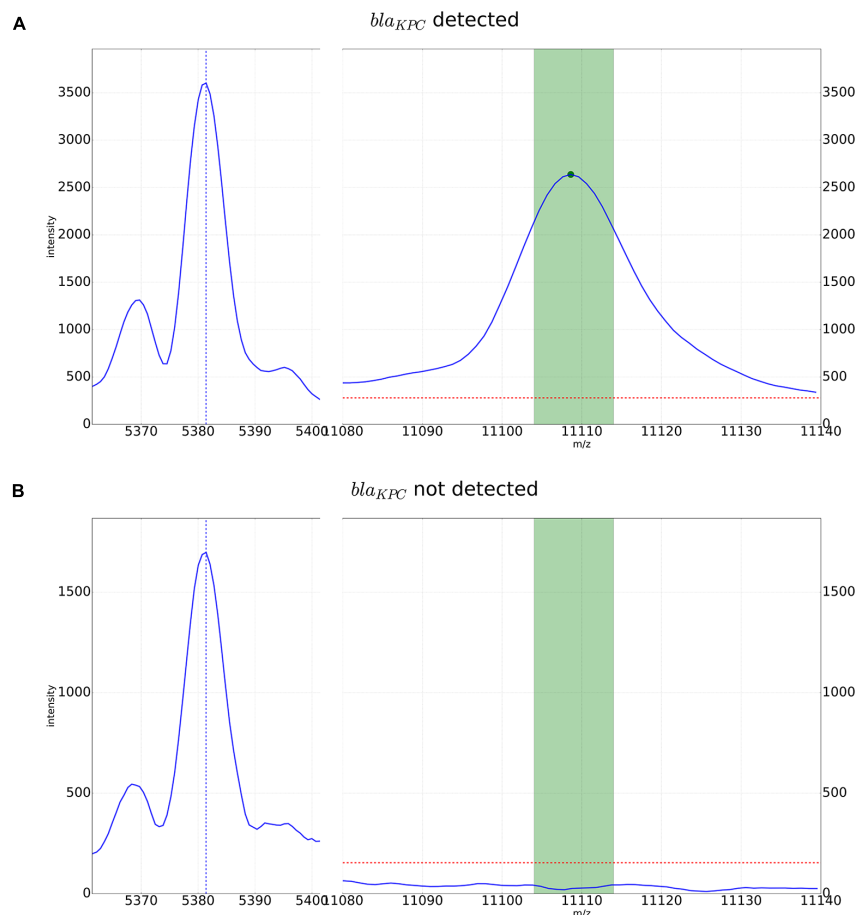 A
bla_KPC detected
3500 3500
3000 3000
2500 2500
2000 2000
intensity
1500 1500
1000 1000
500 500
0 0
5370 5380 5390 5400 11080 11090 11100 11110 11120 11130 11140
m/z
B
bla_KPC not detected
1500 1500
1000 1000
intensity
500 500
0 0
5370 5380 5390 5400 11080 11090 11100 11110 11120 11130 11140
m/z